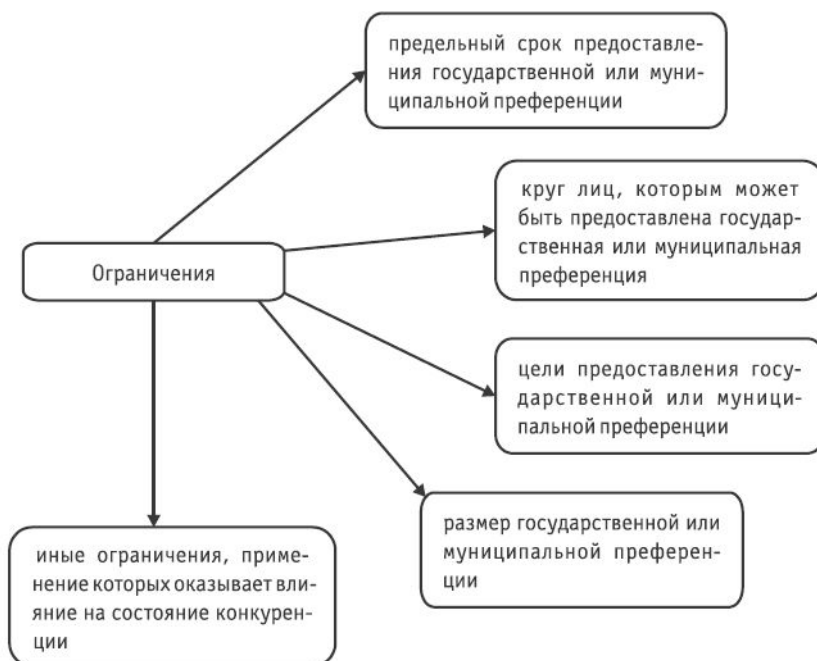 предельный срок предоставле-
ния государственной или муни-
ципальной преференции
круг лиц, которым может
быть предоставлена государ-
ственная или муниципальная
преференция
Ограничения
цели предоставления госу-
дарственной или муници-
пальной преференции
размер государственной или
муниципальной преферен-
ции
иные ограничения, приме-
нение которых оказывает вли-
яние на состояние конкурен-
ции